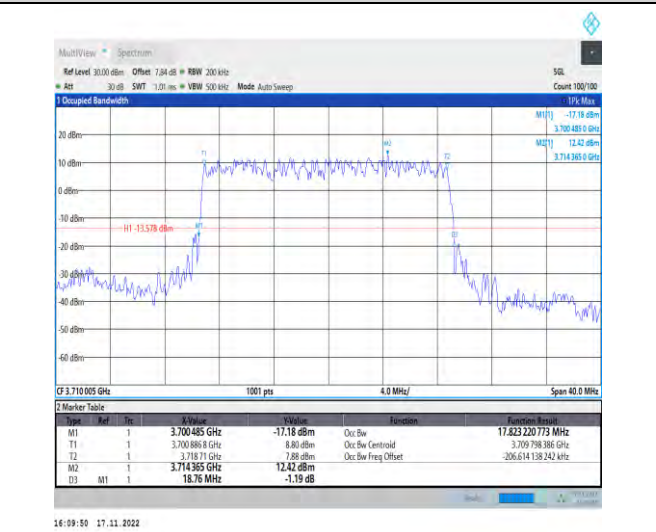 MultiView Spectrum
Ref Level 30.00 dBm Offset 7.84 dB RBW 200 kHz SGL
Att 30 dB SWT 1.01 ms VBW 500 kHz Mode Auto Sweep Count 100/100
1 Occupied Bandwidth 1Pk Max
M1[1] -17.18 dBm
3.700 485 0 GHz
20 dBm M2[1] 12.42 dBm
3.714 365 0 GHz
M2
T1 T2
10 dBm
0 dBm
-10 dBm
H1 -13.578 dBm M1
D3
-20 dBm
-30 dBm
-40 dBm
-50 dBm
-60 dBm
CF 3.710 005 GHz 1001 pts 4.0 MHz/ Span 40.0 MHz
2 Marker Table
Type Ref Trc X-Value Y-Value Function Function Result
M1 1 3.700 485 GHz -17.18 dBm Occ Bw 17.823 220 773 MHz
T1 1 3.700 886 8 GHz 8.80 dBm Occ Bw Centroid 3.709 798 386 GHz
T2 1 3.718 71 GHz 7.88 dBm Occ Bw Freq Offset -206.614 138 242 kHz
M2 1 3.714 365 GHz 12.42 dBm
D3 M1 1 18.76 MHz -1.19 dB
16:09:50 17.11.2022